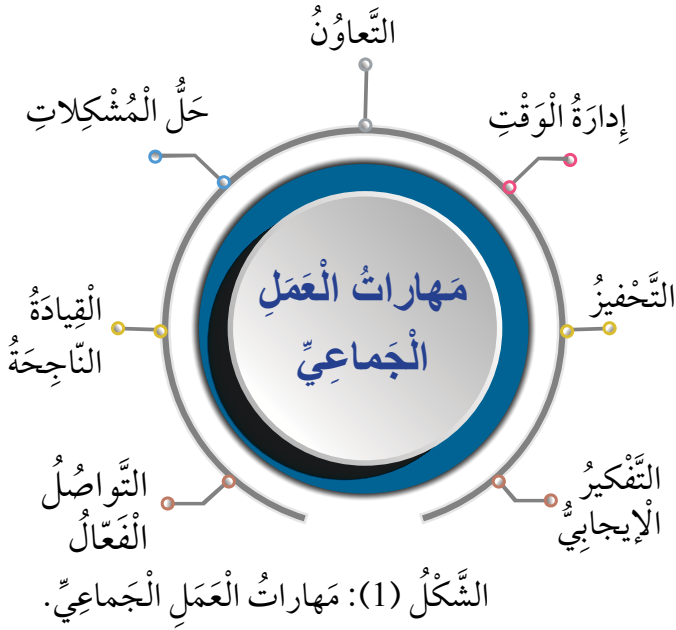 التَّعاوُنُ
إِدارَةُ الْوَقْتِ
حَلُّ الْمُشْكِلاتِ
مَهاراتُ الْعَمَلِ
الْجَماعِيِّ
التَّحْفيزُ
الْقِيادَةُ
النّاجِحَةُ
التَّفْكيرُ
الْإيجابِيُّ
التَّواصُلُ
الْفَعّالُ
الشَّكْلُ (1): مَهاراتُ الْعَمَلِ الْجَماعِيِّ.